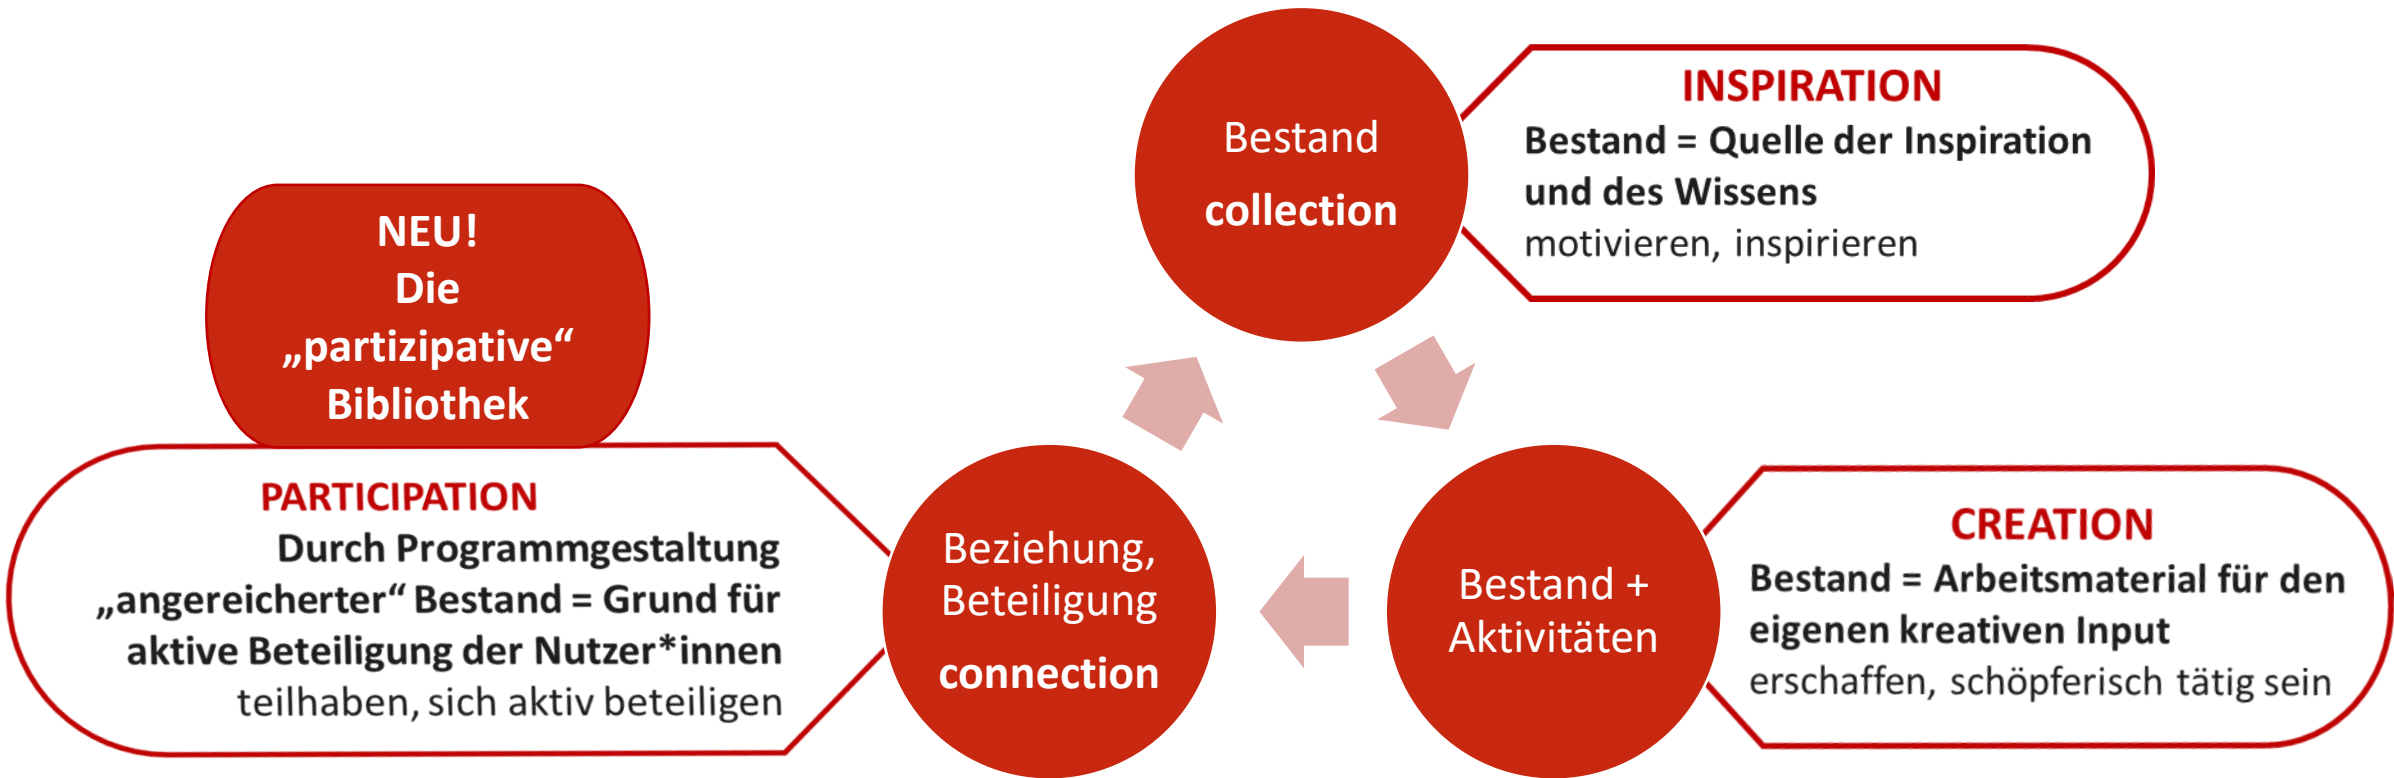 Bestand
collection
INSPIRATION
Bestand = Quelle der Inspiration
und des Wissens
motivieren, inspirieren
NEU!
Die
„partizipative“
Bibliothek
PARTICIPATION
Durch Programmgestaltung
„angereicherter“ Bestand = Grund für
aktive Beteiligung der Nutzer*innen
teilhaben, sich aktiv beteiligen
Beziehung,
Beteiligung
connection
Bestand +
Aktivitäten
CREATION
Bestand = Arbeitsmaterial für den
eigenen kreativen Input
erschaffen, schöpferisch tätig sein